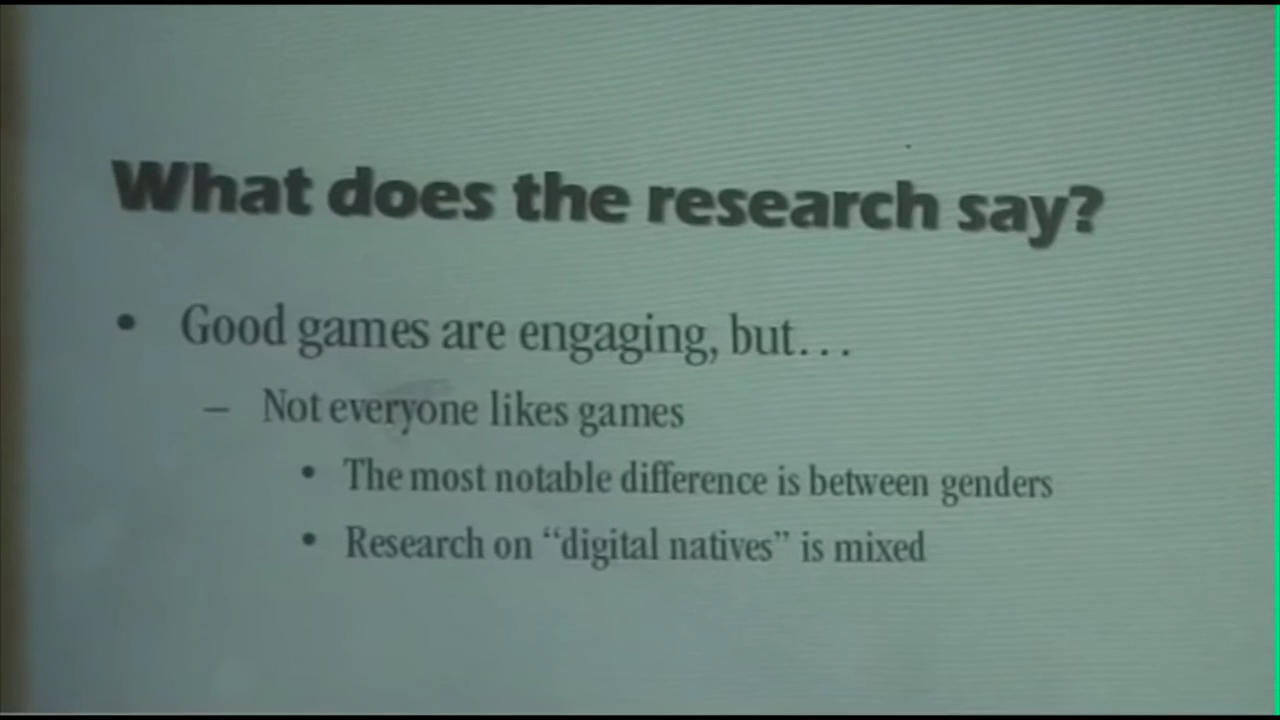 What does the research say?
• Good games are engaging, but...
– Not everyone likes games
• The most notable difference is between genders
• Research on “digital natives” is mixed